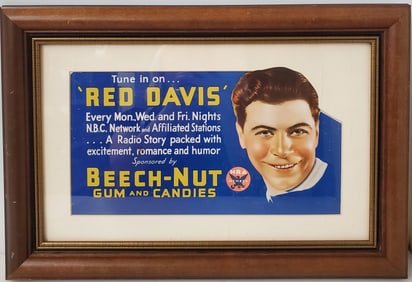 Tune in on...
'RED DAVIS'
Every Mon. Wed. and Fri. Nights
N.B.C. Network and Affiliated Stations
... A Radio Story packed with
excitement, romance and humor
Sponsored by
BEECH-NUT
GUM AND CANDIES
NRA